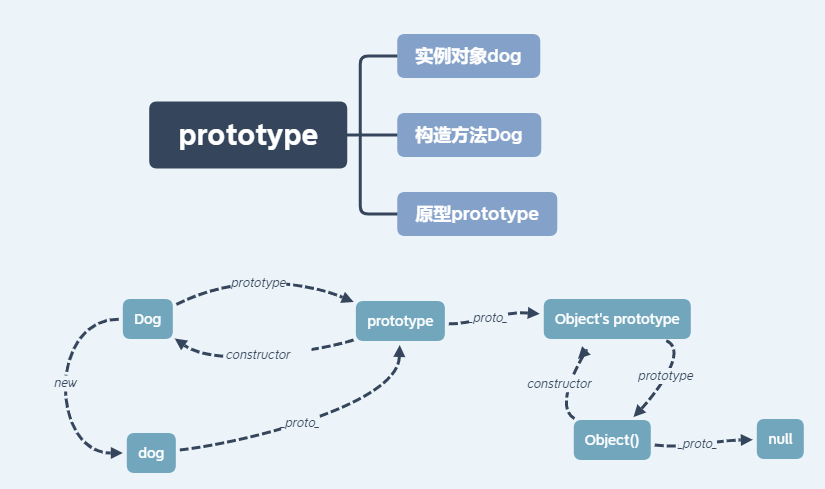 实例对象dog
prototype
构造方法Dog
原型prototype
prototype
Dog
prototype
_proto_
Object's prototype
constructor
new
constructor
prototype
_proto_
dog
Object()
_proto_
null